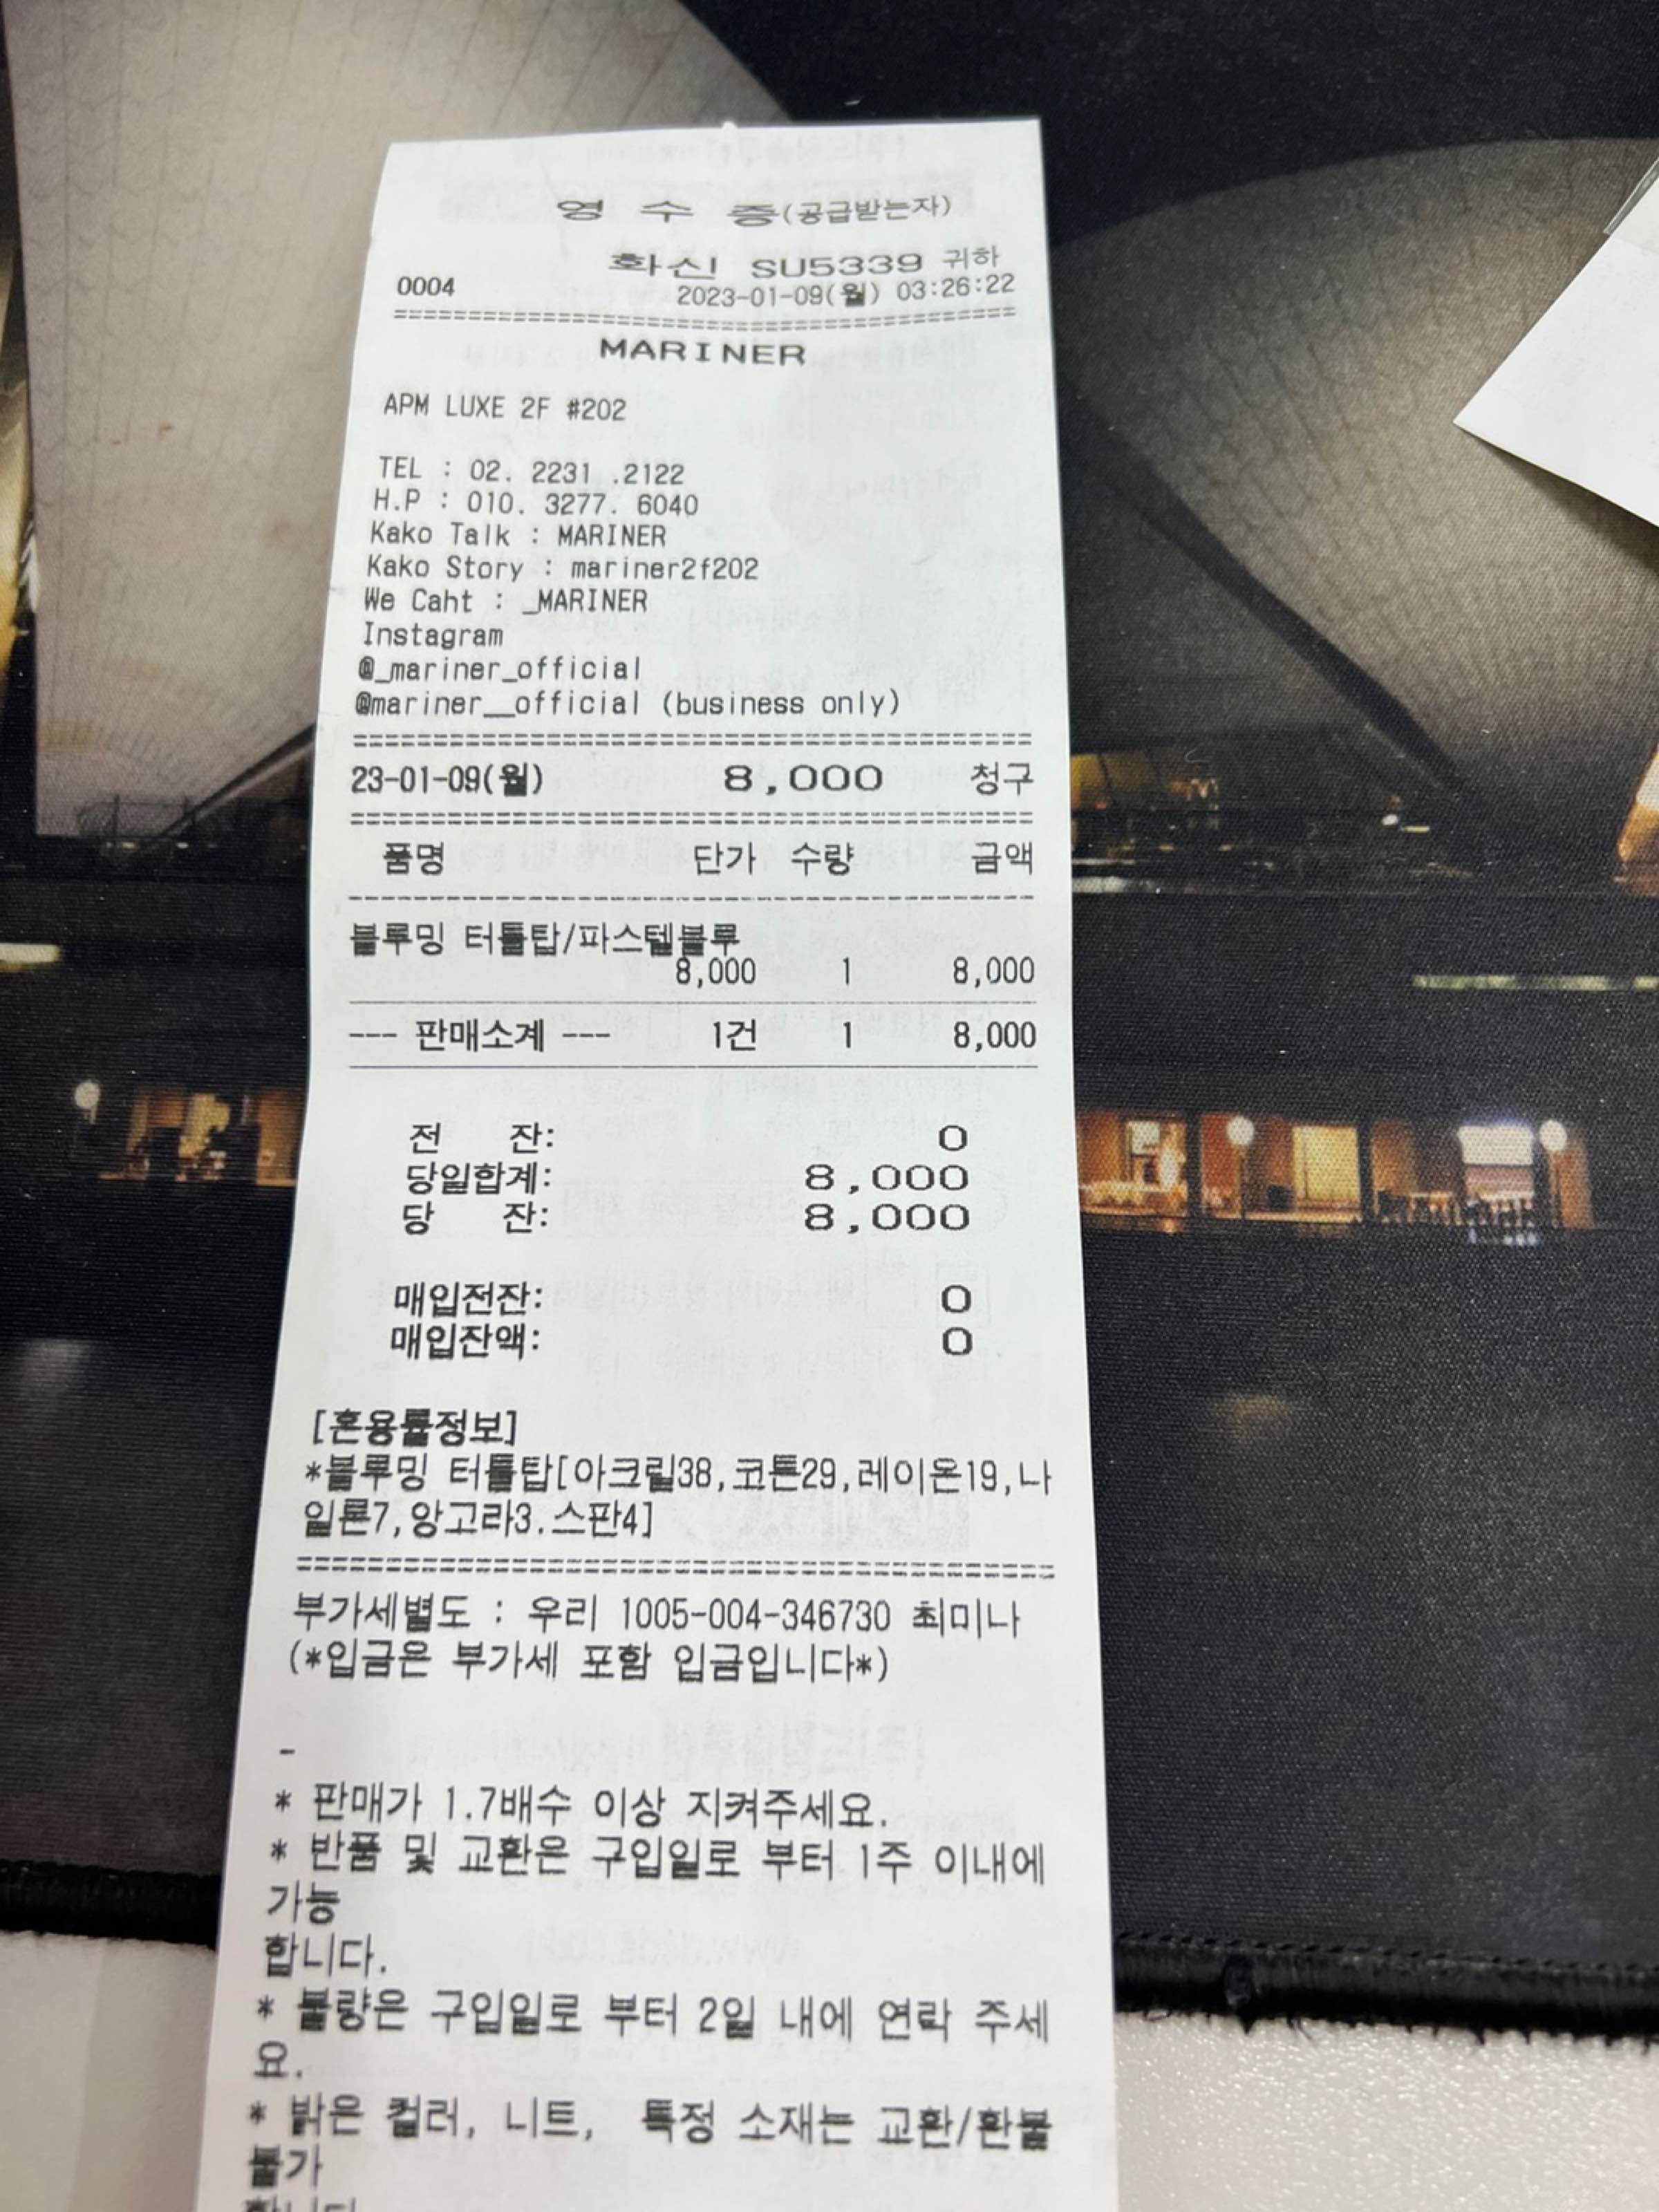 영 수 증(공급받는자)
화신 SU5339 귀하
0004 2023-01-09(월) 03:26:22
========================================
MARINER
APM LUXE 2F #202
TEL : 02. 2231 .2122
H.P : 010. 3277. 6040
Kako Talk : MARINER
Kako Story : mariner2f202
We Caht : _MARINER
Instagram
@_mariner_official
@mariner__official (business only)
========================================
23-01-09(월) 8,000 청구
========================================
품명 단가 수량 금액
----------------------------------------
블루밍 터틀탑/파스텔블루
8,000 1 8,000
--- 판매소계 --- 1건 1 8,000
전 잔: 0
당일합계: 8,000
당 잔: 8,000
매입전잔: 0
매입잔액: 0
[혼용률정보]
*블루밍 터틀탑[아크릴38,코튼29,레이온19,나
일론7,앙고라3.스판4]
========================================
부가세별도 : 우리 1005-004-346730 최미나
(*입금은 부가세 포함 입금입니다*)
-
* 판매가 1.7배수 이상 지켜주세요.
* 반품 및 교환은 구입일로 부터 1주 이내에
가능
합니다.
* 불량은 구입일로 부터 2일 내에 연락 주세
요.
* 밝은 컬러, 니트, 특정 소재는 교환/환불
불가